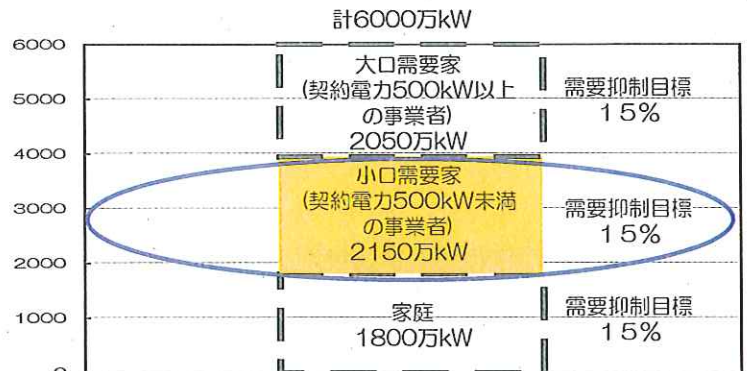 計6000万kW
6000
5000
4000
3000
2000
1000
0
大口需要家
(契約電力500kW以上
の事業者)
2050万kW
需要抑制目標
15%
小口需要家
(契約電力500kW未満
の事業者)
2150万kW
需要抑制目標
15%
家庭
1800万kW
需要抑制目標
15%